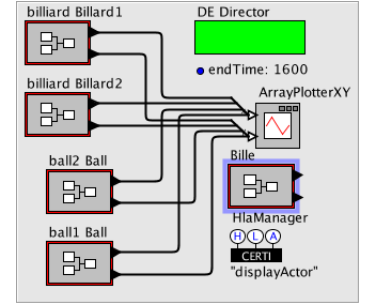 billiard Billard1
DE Director
endTime: 1600
ArrayPlotterXY
billiard Billard2
ball2 Ball
Bille
HlaManager
H L A
CERTI
"displayActor"
ball1 Ball